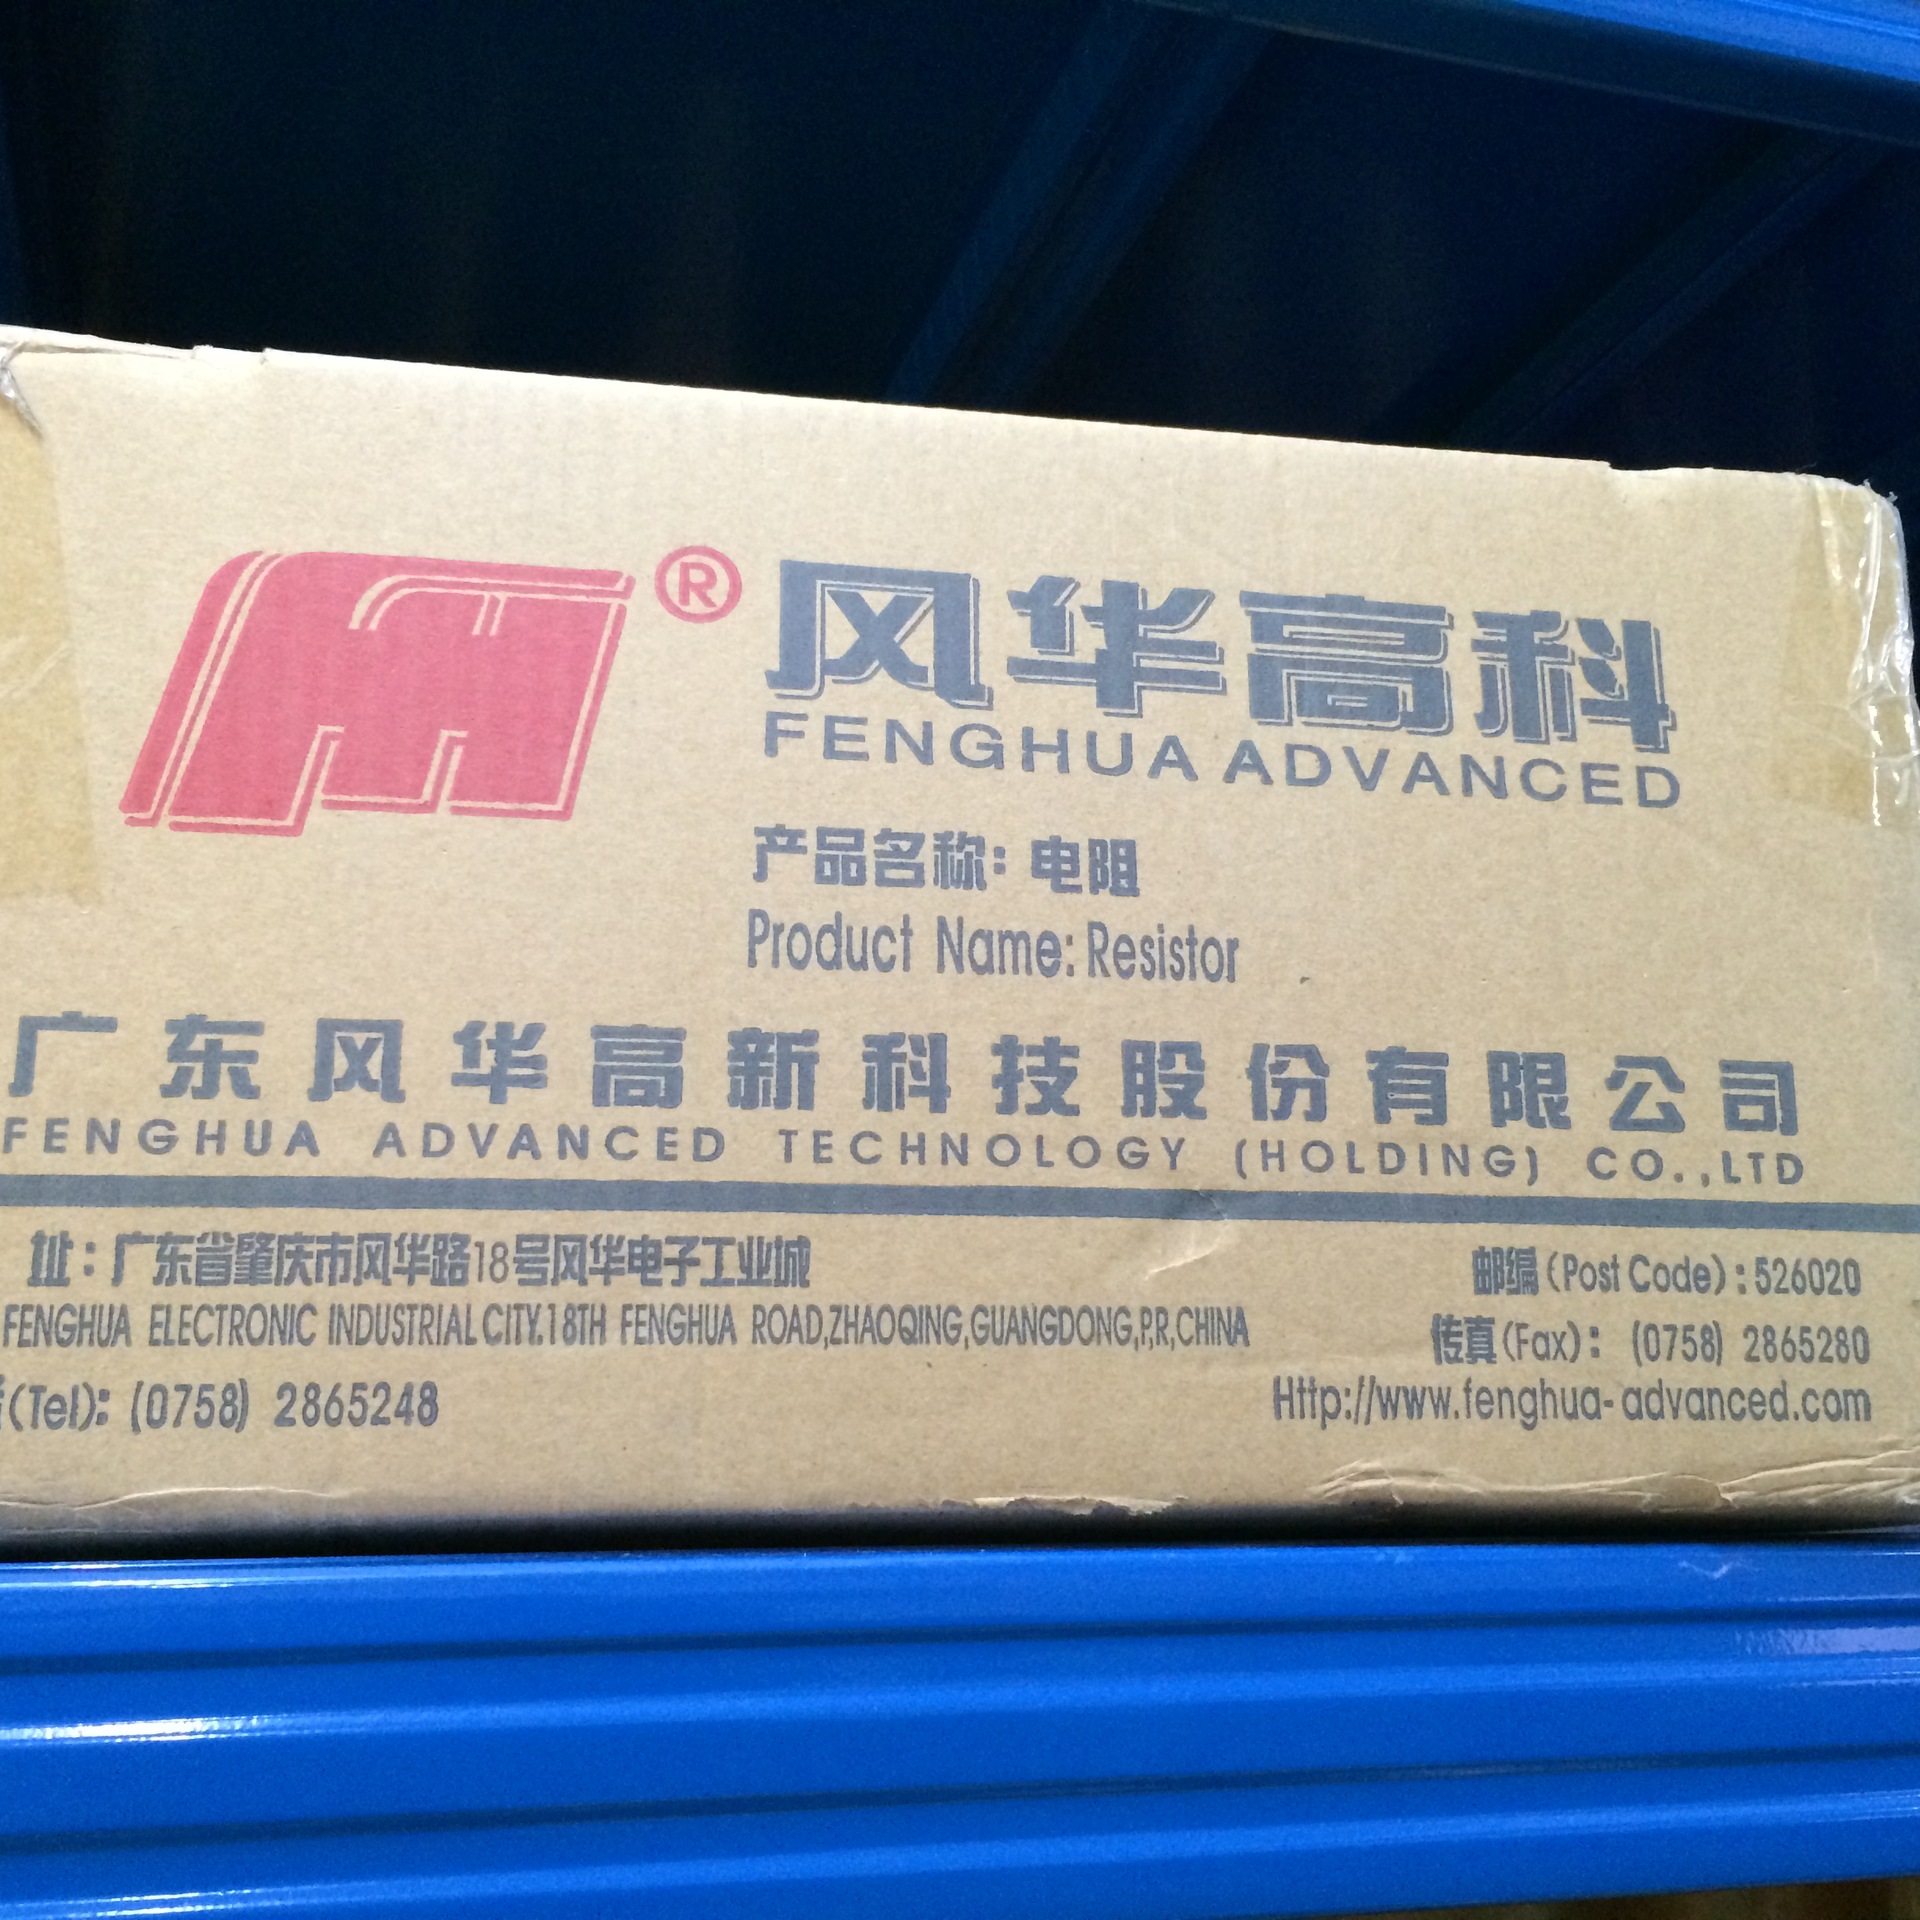 ®
风华高科
FENGHUA ADVANCED
产品名称：电阻
Product Name: Resistor
广东风华高新科技股份有限公司
FENGHUA ADVANCED TECHNOLOGY (HOLDING) CO.,LTD
址：广东省肇庆市风华路18号风华电子工业城
邮编(Post Code)：526020
FENGHUA ELECTRONIC INDUSTRIAL CITY.18TH FENGHUA ROAD,ZHAOQING,GUANGDONG,P,R,CHINA
传真(Fax)：(0758) 2865280
(Tel)：(0758) 2865248
Http://www.fenghua-advanced.com